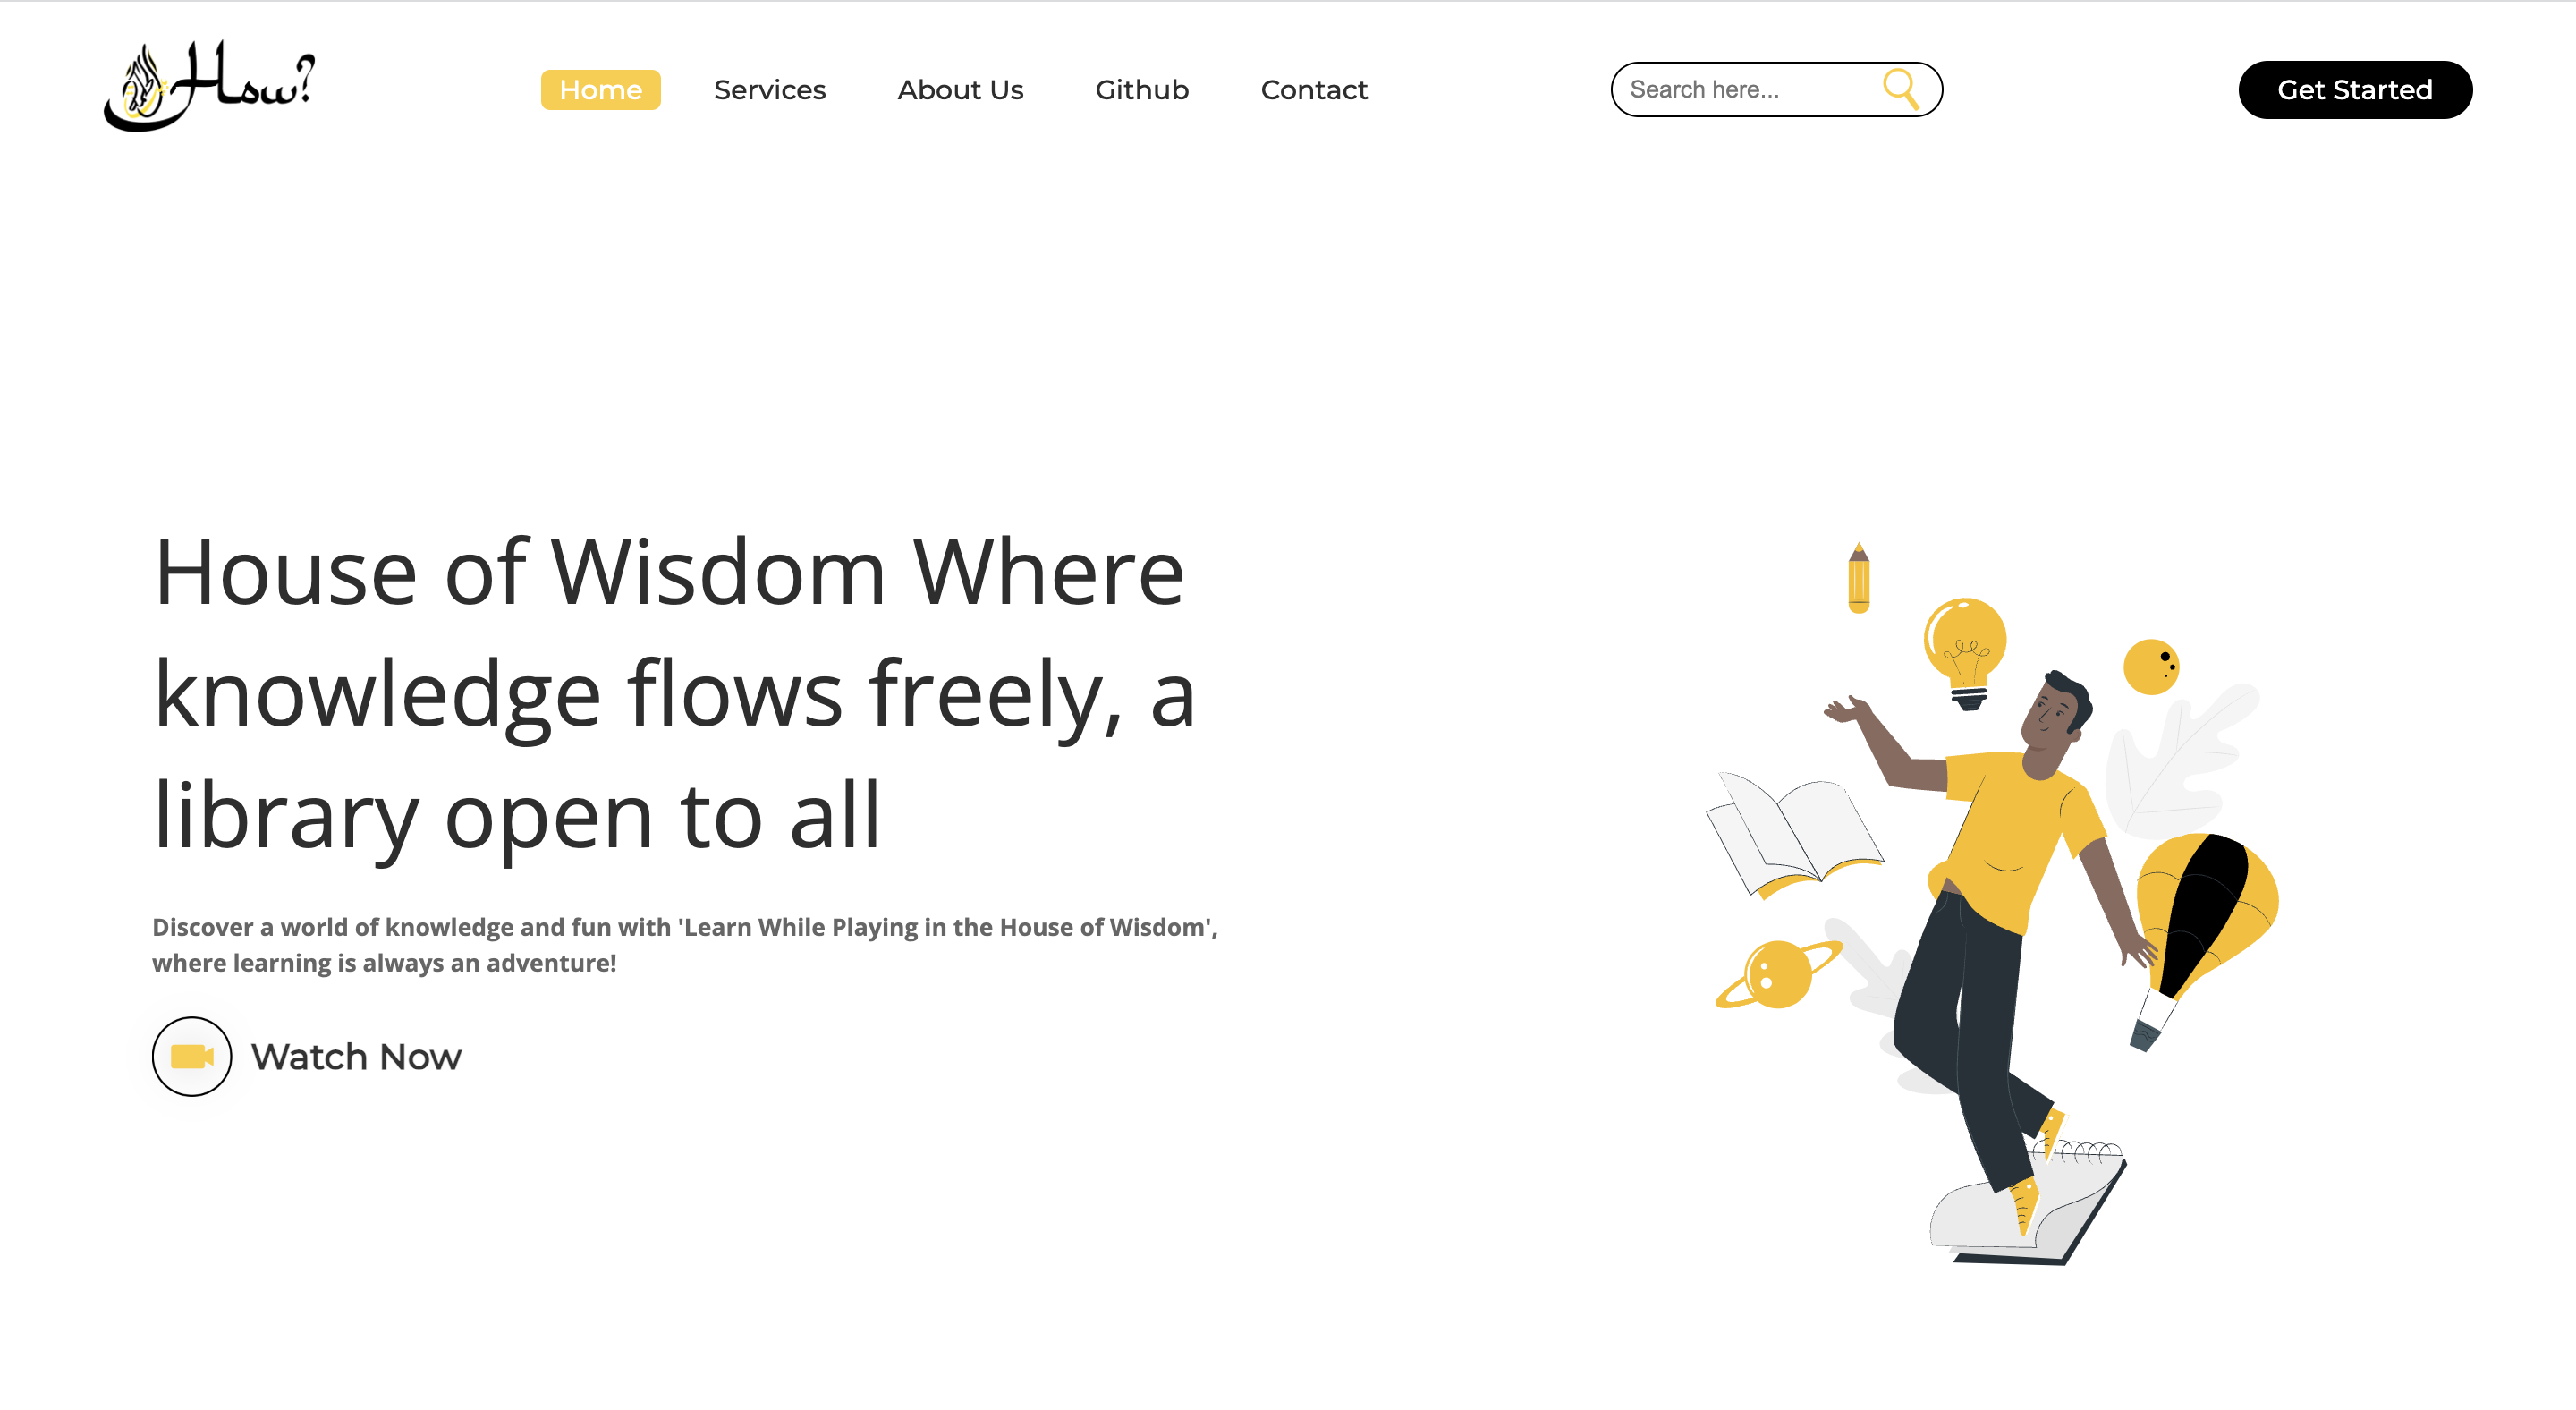 How?
Home
Services
About Us
Github
Contact
Search here...
Get Started
House of Wisdom Where
knowledge flows freely, a
library open to all
Discover a world of knowledge and fun with 'Learn While Playing in the House of Wisdom',
where learning is always an adventure!
Watch Now